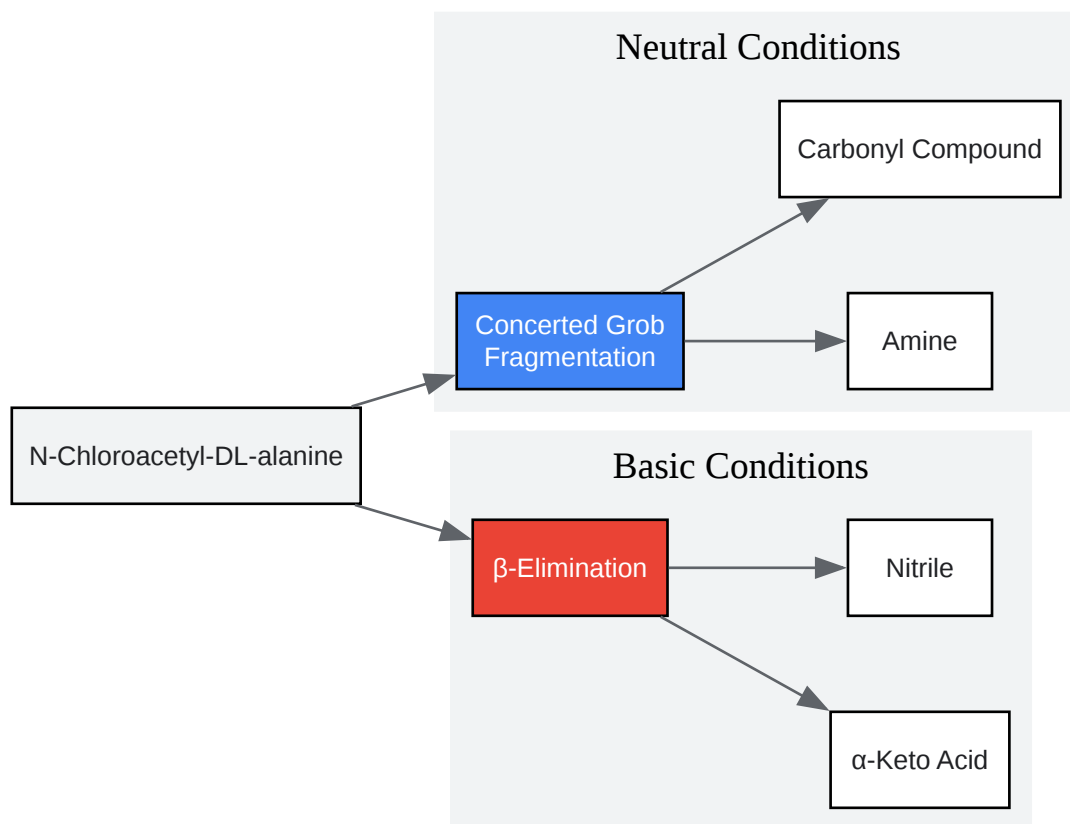 Neutral Conditions
Carbonyl Compound
Concerted Grob
Fragmentation
Amine
N-Chloroacetyl-DL-alanine
Basic Conditions
β-Elimination
Nitrile
α-Keto Acid